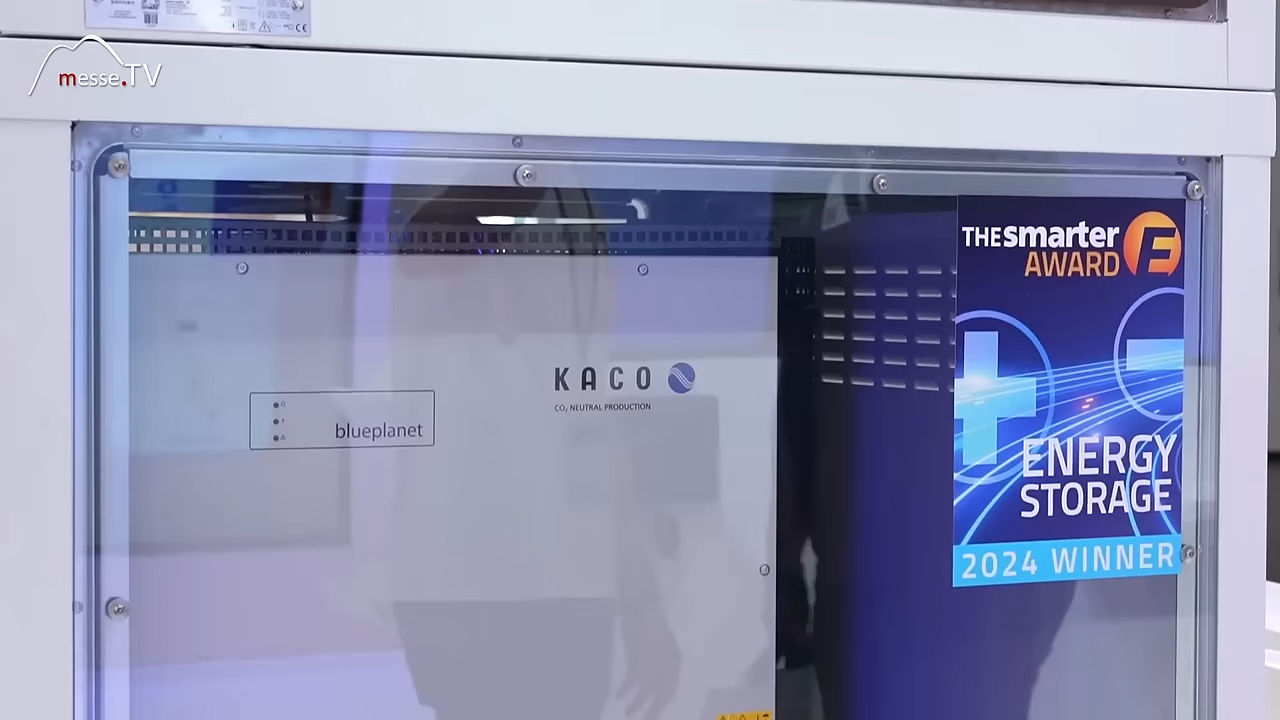 messe.TV
THE smarter E
AWARD
KACO
CO₂ NEUTRAL PRODUCTION
blueplanet
ENERGY
STORAGE
2024 WINNER